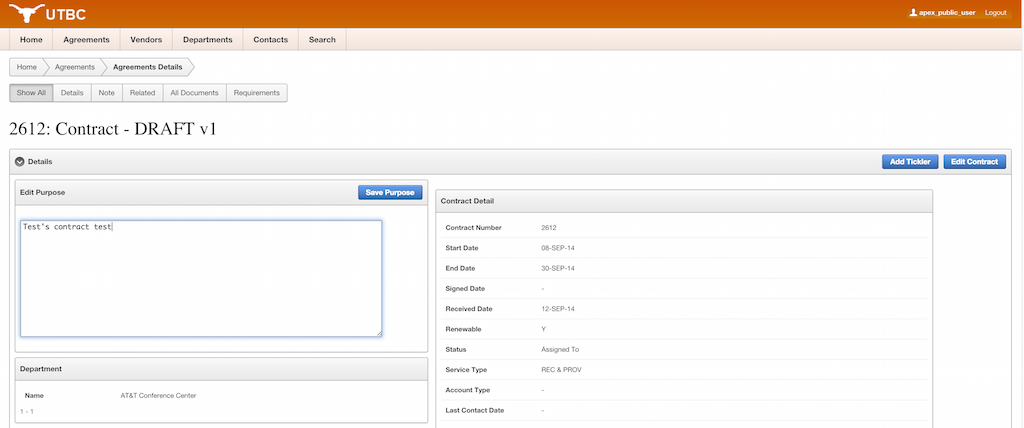 UTBC
apex_public_user Logout
Home Agreements Vendors Departments Contacts Search
Home Agreements Agreements Details
Show All Details Note Related All Documents Requirements
2612: Contract - DRAFT v1
Details Add Tickler Edit Contract
Edit Purpose Save Purpose
Test's contract test
Department
Name AT&T Conference Center
1 - 1
Contract Detail
Contract Number 2612
Start Date 08-SEP-14
End Date 30-SEP-14
Signed Date -
Received Date 12-SEP-14
Renewable Y
Status Assigned To
Service Type REC & PROV
Account Type -
Last Contact Date -